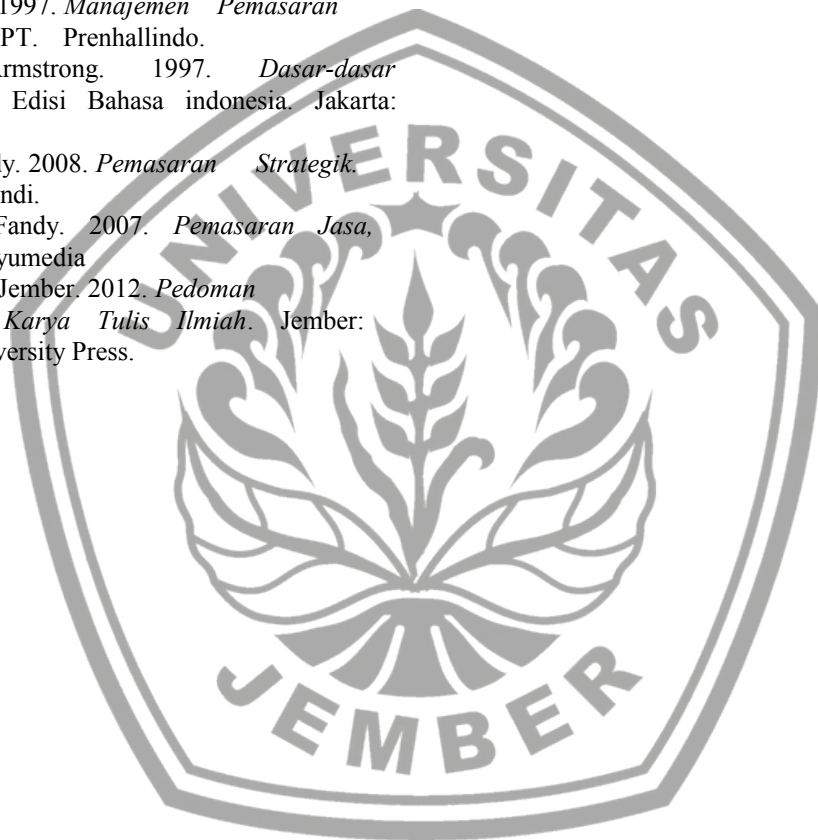 1997. Manajemen Pemasaran
PT. Prenhallindo.
Armstrong. 1997. Dasar-dasar
Edisi Bahasa indonesia. Jakarta:
ly. 2008. Pemasaran Strategik.
ndi.
Fandy. 2007. Pemasaran Jasa,
yumedia
Jember. 2012. Pedoman
Karya Tulis Ilmiah. Jember:
versity Press.
UNIVERSITAS
JEMBER